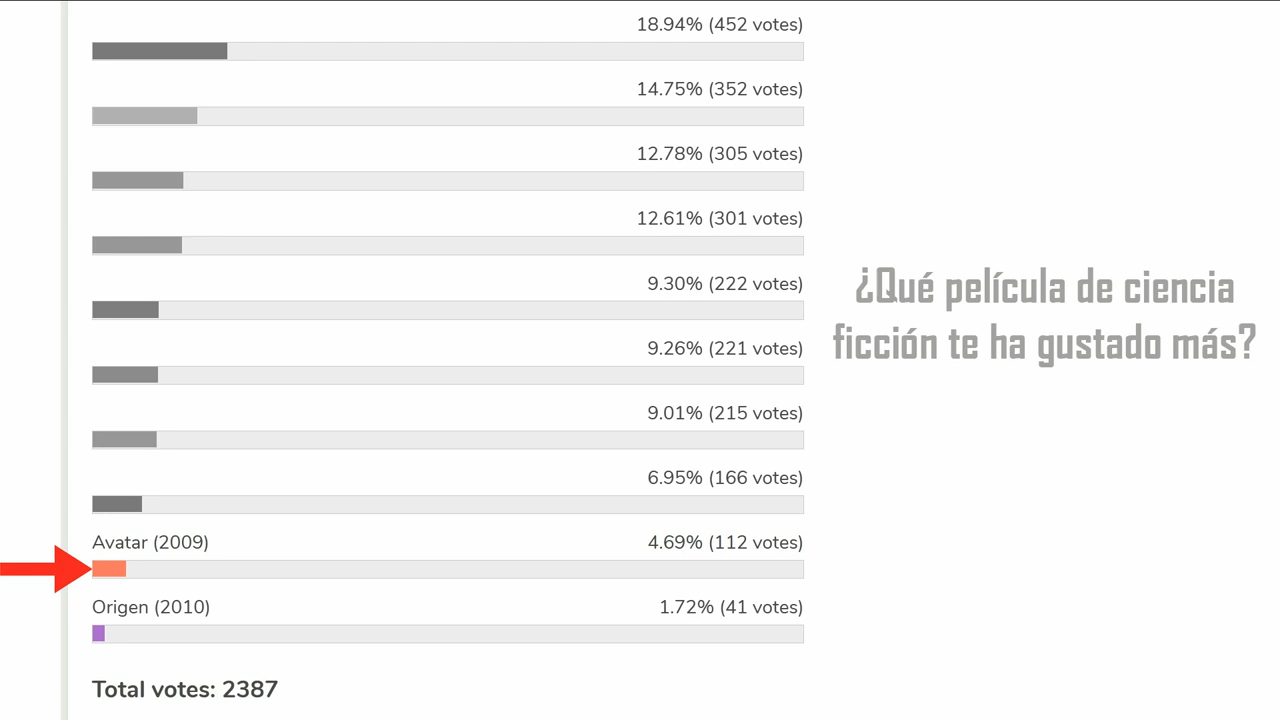 18.94% (452 votes)
14.75% (352 votes)
12.78% (305 votes)
12.61% (301 votes)
9.30% (222 votes)
9.26% (221 votes)
9.01% (215 votes)
6.95% (166 votes)
Avatar (2009) 4.69% (112 votes)
Origen (2010) 1.72% (41 votes)
Total votes: 2387
¿Qué película de ciencia
ficción te ha gustado más?